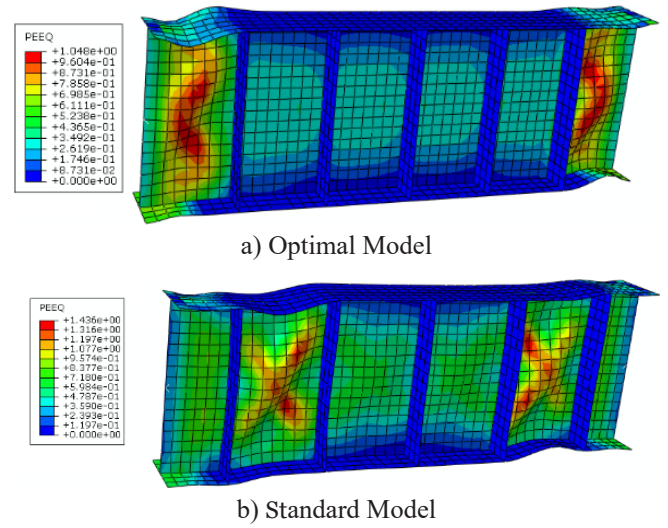 PEEQ
+1.048e+00
+9.604e-01
+8.731e-01
+7.858e-01
+6.985e-01
+6.111e-01
+5.238e-01
+4.365e-01
+3.492e-01
+2.619e-01
+1.746e-01
+8.731e-02
+0.000e+00
a) Optimal Model
PEEQ
+1.436e+00
+1.316e+00
+1.197e+00
+1.077e+00
+9.574e-01
+8.377e-01
+7.180e-01
+5.984e-01
+4.787e-01
+3.590e-01
+2.393e-01
+1.197e-01
+0.000e+00
b) Standard Model